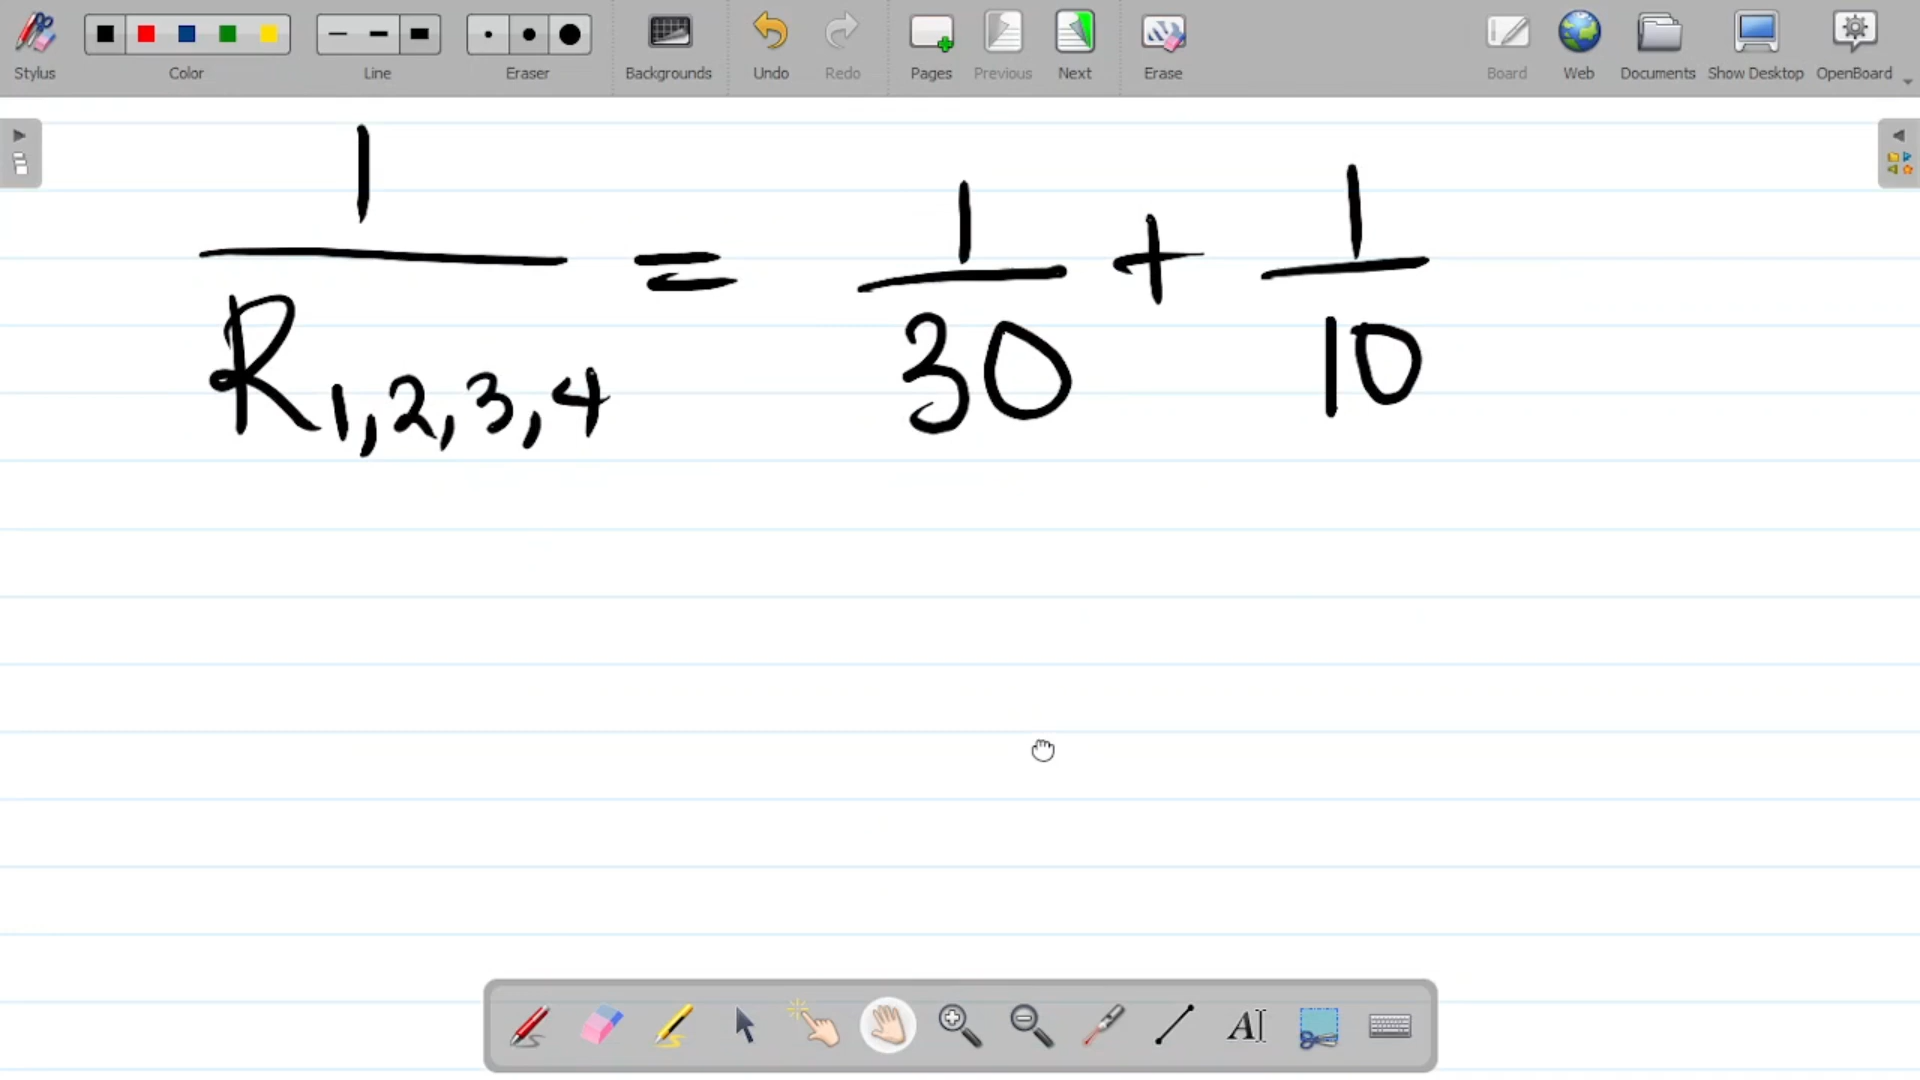 Stylus Color Line Eraser Backgrounds Undo Redo Pages Previous Next Erase Board Web Documents Show Desktop OpenBoard
1/R1,2,3,4 = 1/30 + 1/10
AI